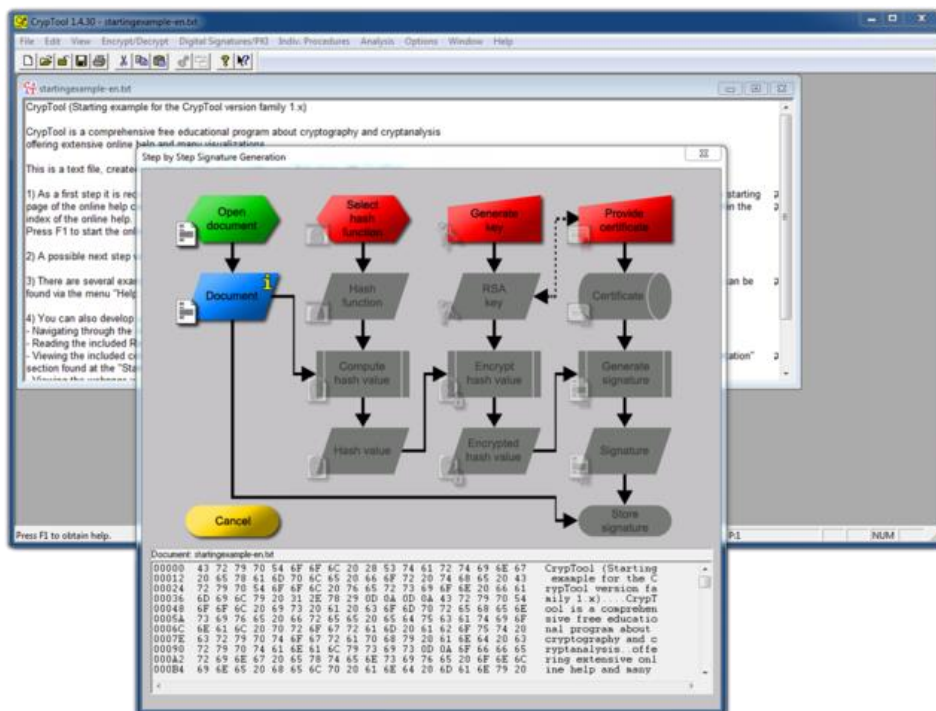 CrypTool 1.4.30 - startingexample-en.txt
File Edit View Encrypt/Decrypt Digital Signatures/PKI Indiv. Procedures Analysis Options Window Help
startingexample-en.txt
CrypTool (Starting example for the CrypTool version family 1.x)
CrypTool is a comprehensive free educational program about cryptography and cryptanalysis
offering extensive online help and many visualizations
This is a text file, create
1) As a first step it is rec
starting
page of the online help c
in the
index of the online help.
Press F1 to start the onl
2) A possible next step
3) There are several exa
can be
found via the menu "Help
4) You can also develop
- Navigating through the
- Reading the included R
- Viewing the included co
ation"
section found at the "Sta
Step by Step Signature Generation
Open
document
Select
hash
function
Generate
key
Provide
certificate
Document
i
Hash
function
RSA
key
Certificate
Compute
hash value
Encrypt
hash value
Generate
signature
Hash value
Encrypted
hash value
Signature
Cancel
Store
signature
Press F1 to obtain help.
P:1
NUM
Document: startingexample-en.txt
00000 43 72 79 70 54 6F 6F 6C 20 28 53 74 61 72 74 69 6E 67 CrypTool (Starting
00012 20 65 78 61 6D 70 6C 65 20 66 6F 72 20 74 68 65 20 43 example for the C
00024 72 79 70 54 6F 6F 6C 20 76 65 72 73 69 6F 6E 20 66 61 rypTool version fa
00036 6D 69 6C 79 20 31 2E 78 29 0D 0A 0D 0A 43 72 79 70 54 mily 1.x)....CrypT
00048 6F 6F 6C 20 69 73 20 61 20 63 6F 6D 70 72 65 68 65 6E ool is a comprehen
0005A 73 69 76 65 20 66 72 65 65 20 65 64 75 63 61 74 69 6F sive free educatio
0006C 6E 61 6C 20 70 72 6F 67 72 61 6D 20 61 62 6F 75 74 20 nal program about
0007E 63 72 79 70 74 6F 67 72 61 70 68 79 20 61 6E 64 20 63 cryptography and c
00090 72 79 70 74 61 6E 61 6C 79 73 69 73 0D 0A 6F 66 66 65 ryptanalysis..offe
000A2 72 69 6E 67 20 65 78 74 65 6E 73 69 76 65 20 6F 6E 6C ring extensive onl
000B4 69 6E 65 20 68 65 6C 70 20 61 6E 64 20 6D 61 6E 79 20 ine help and many